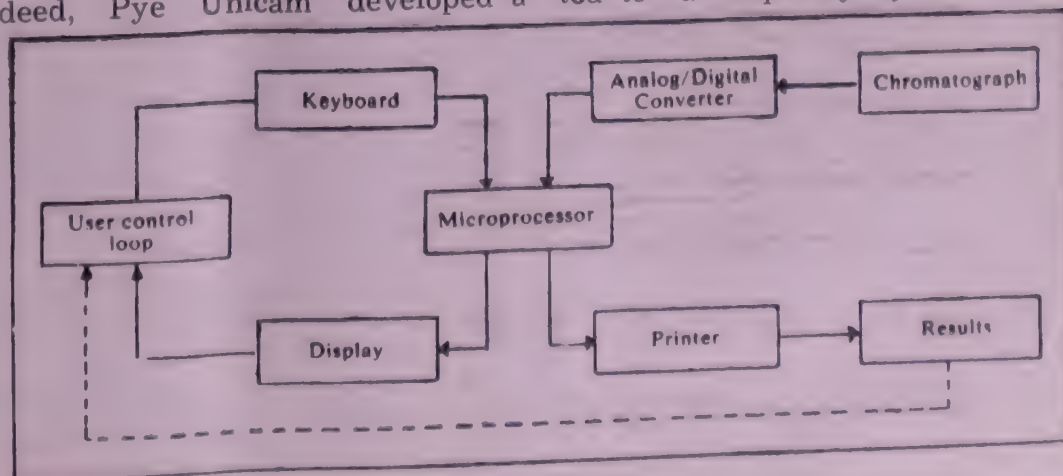 deed, Pye Unicam developed a
Keyboard
Analog/Digital
Converter
Chromatograph
User control
loop
Microprocessor
Display
Printer
Results